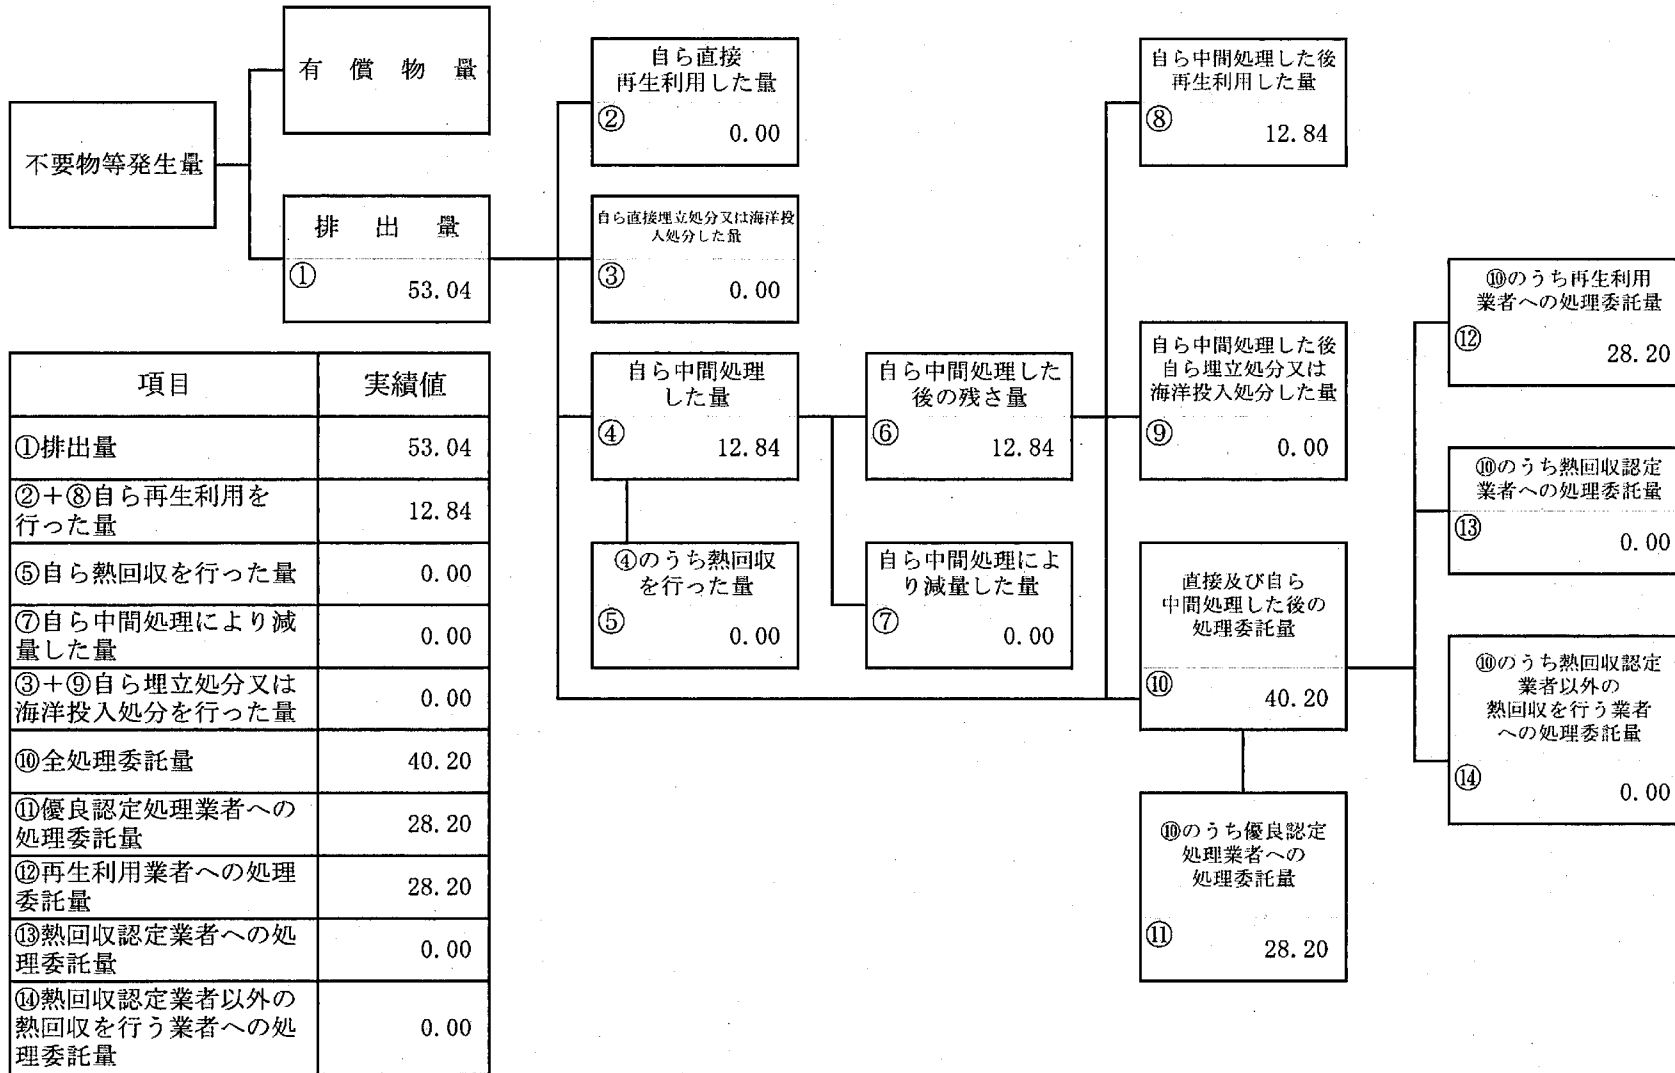 不要物等発生量
有償物量
排出量
①
53.04
自ら直接
再生利用した量
②
0.00
自ら直接埋立処分又は海洋投
入処分した量
③
0.00
自ら中間処理
した量
④
12.84
④のうち熱回収
を行った量
⑤
0.00
自ら中間処理した
後の残さ量
⑥
12.84
自ら中間処理によ
り減量した量
⑦
0.00
自ら中間処理した後
再生利用した量
⑧
12.84
自ら中間処理した後
自ら埋立処分又は
海洋投入処分した量
⑨
0.00
直接及び自ら
中間処理した後の
処理委託量
⑩
40.20
⑩のうち優良認定
処理業者への
処理委託量
⑪
28.20
⑩のうち再生利用
業者への処理委託量
⑫
28.20
⑩のうち熱回収認定
業者への処理委託量
⑬
0.00
⑩のうち熱回収認定
業者以外の
熱回収を行う業者
への処理委託量
⑭
0.00
項目 実績値
①排出量 53.04
②+⑧自ら再生利用を
行った量 12.84
⑤自ら熱回収を行った量 0.00
⑦自ら中間処理により減
量した量 0.00
③+⑨自ら埋立処分又は
海洋投入処分を行った量 0.00
⑩全処理委託量 40.20
⑪優良認定処理業者への
処理委託量 28.20
⑫再生利用業者への処理
委託量 28.20
⑬熱回収認定業者への処
理委託量 0.00
⑭熱回収認定業者以外の
熱回収を行う業者への処
理委託量 0.00